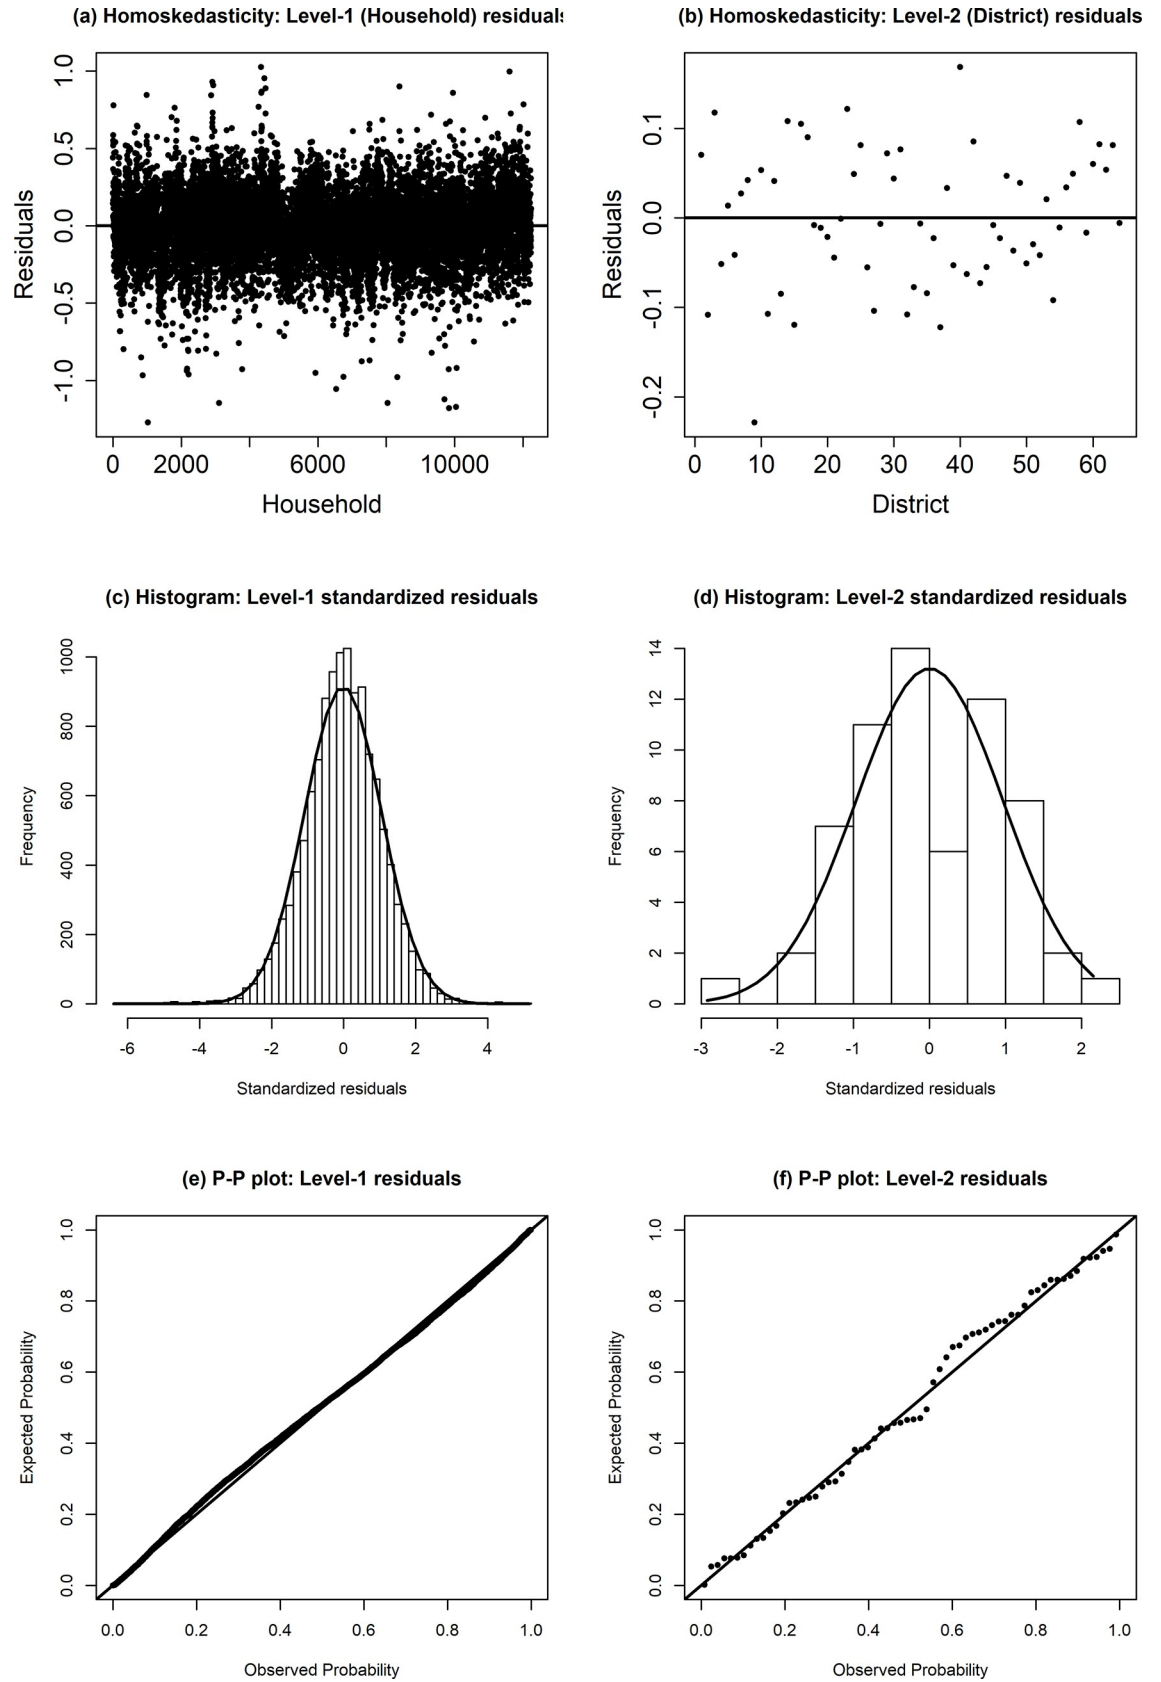 (a) Homoskedasticity: Level-1 (Household) residuals
1.0
0.5
0.0
-0.5
-1.0
Residuals
0 2000 6000 10000
Household
(b) Homoskedasticity: Level-2 (District) residuals
0.1
0.0
-0.1
-0.2
Residuals
0 10 20 30 40 50 60
District
(c) Histogram: Level-1 standardized residuals
1000
800
600
400
200
0
Frequency
-6 -4 -2 0 2 4
Standardized residuals
(d) Histogram: Level-2 standardized residuals
14
12
10
8
6
4
2
0
Frequency
-3 -2 -1 0 1 2
Standardized residuals
(e) P-P plot: Level-1 residuals
1.0
0.8
0.6
0.4
0.2
0.0
Expected Probability
0.0 0.2 0.4 0.6 0.8 1.0
Observed Probability
(f) P-P plot: Level-2 residuals
1.0
0.8
0.6
0.4
0.2
0.0
Expected Probability
0.0 0.2 0.4 0.6 0.8 1.0
Observed Probability